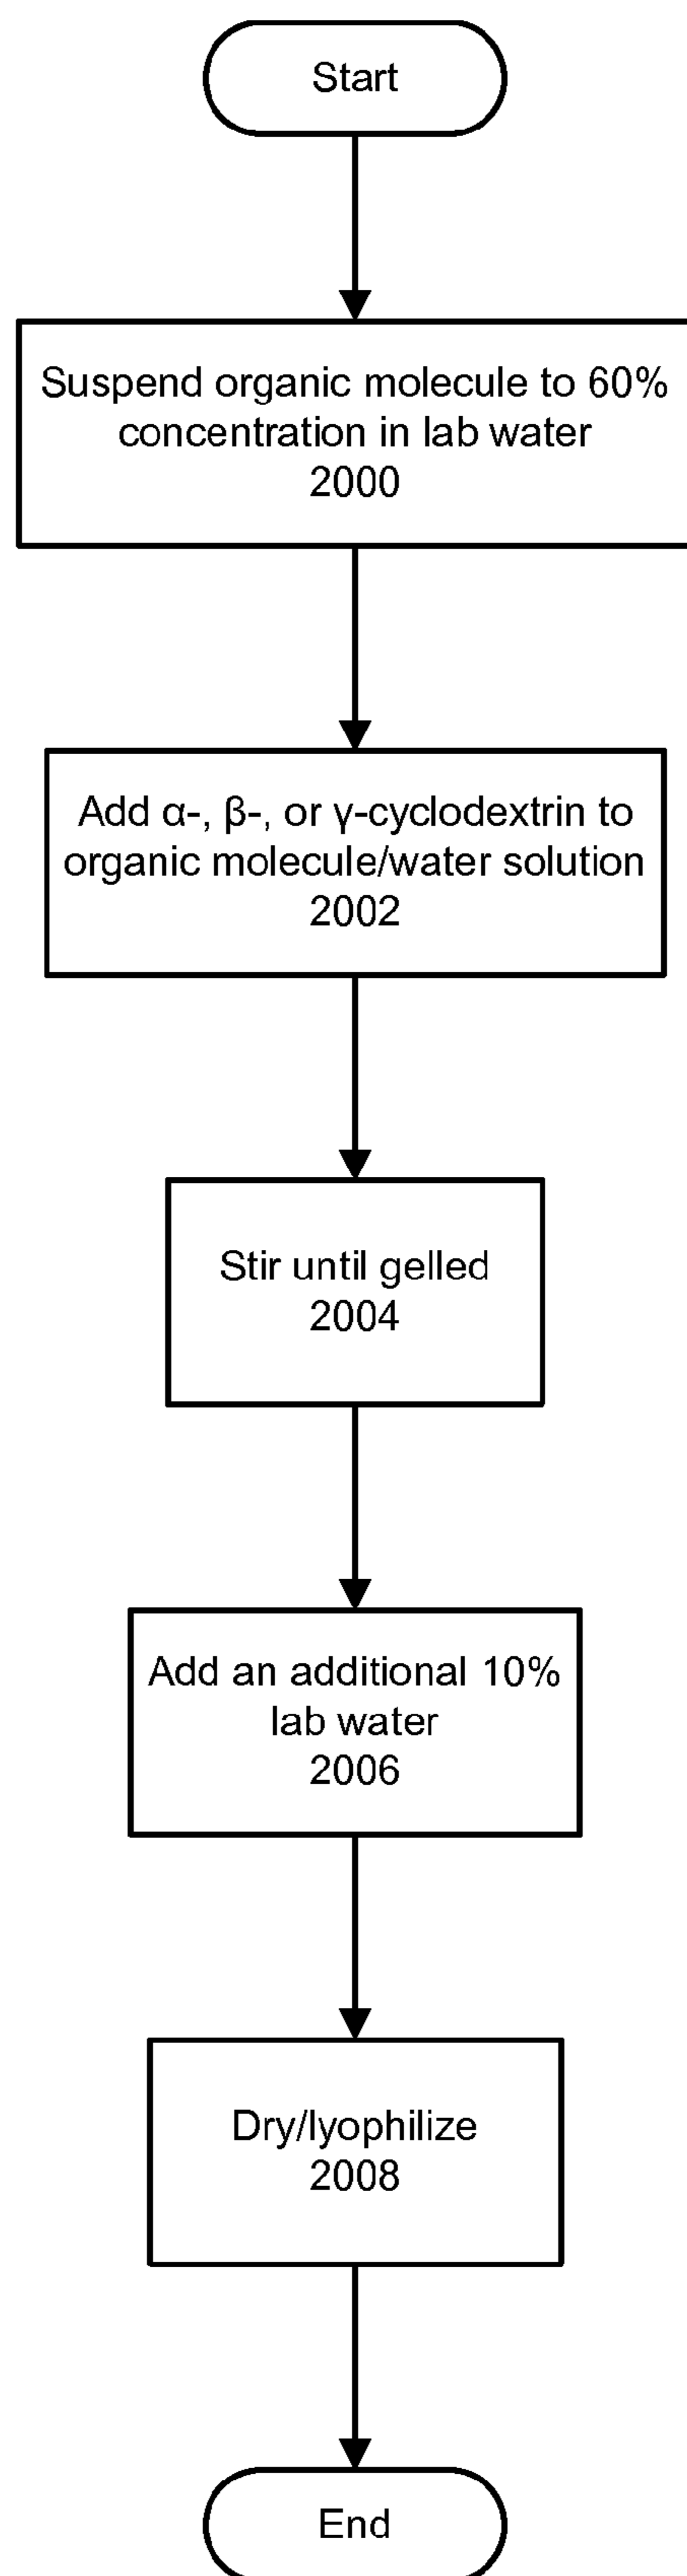 Start
Suspend organic molecule to 60%
concentration in lab water
2000
Add α-, β-, or γ-cyclodextrin to
organic molecule/water solution
2002
Stir until gelled
2004
Add an additional 10%
lab water
2006
Dry/lyophilize
2008
End